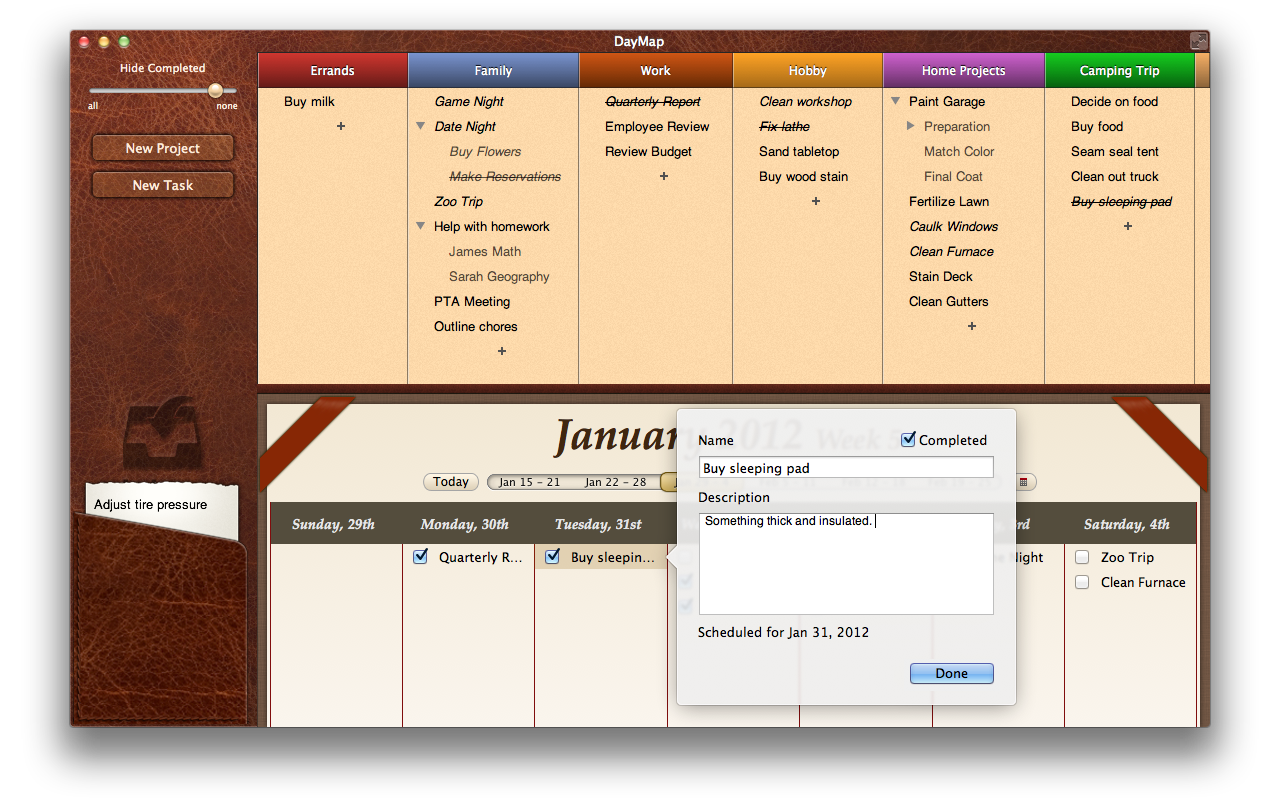 DayMap
Hide Completed
all none
New Project
New Task
Errands
Buy milk
+
Family
Game Night
Date Night
Buy Flowers
Make Reservations
Zoo Trip
Help with homework
James Math
Sarah Geography
PTA Meeting
Outline chores
+
Work
Quarterly Report
Employee Review
Review Budget
+
Hobby
Clean workshop
Fix lathe
Sand tabletop
Buy wood stain
+
Home Projects
Paint Garage
Preparation
Match Color
Final Coat
Fertilize Lawn
Caulk Windows
Clean Furnace
Stain Deck
Clean Gutters
+
Camping Trip
Decide on food
Buy food
Seam seal tent
Clean out truck
Buy sleeping pad
+
Adjust tire pressure
January 2012 Week 5
Today Jan 15 – 21 Jan 22 – 28
Sunday, 29th
Monday, 30th
Quarterly R...
Tuesday, 31st
Buy sleepin...
Name Completed
Buy sleeping pad
Description
Something thick and insulated.
Scheduled for Jan 31, 2012
Done
Night
Saturday, 4th
Zoo Trip
Clean Furnace